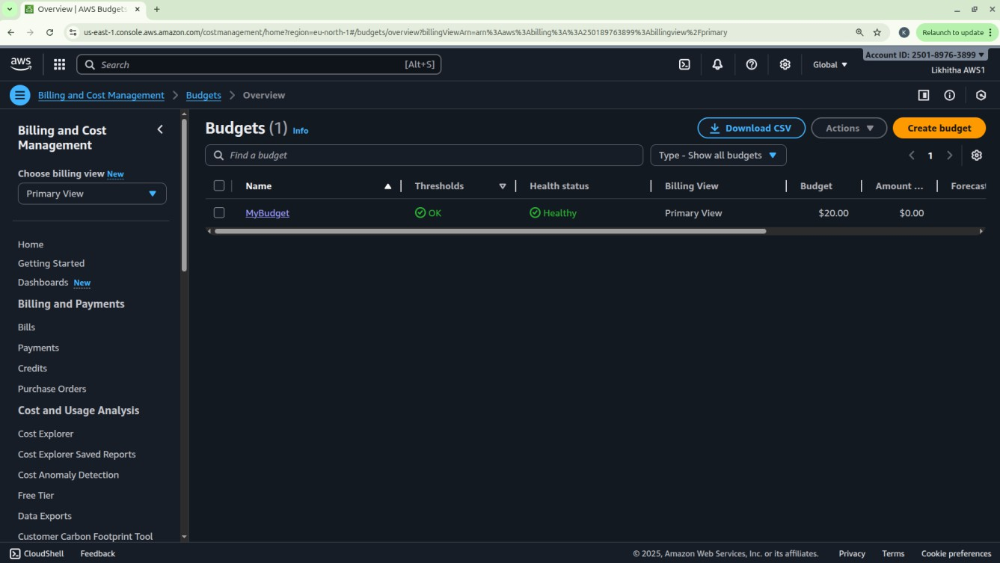 Overview | AWS Budgets
us-east-1.console.aws.amazon.com/costmanagement/home?region=eu-north-1#/budgets/overview?billingViewArn=arn%3Aaws%3Abilling%3A%3A250189763899%3Abillingview%2Fprimary
K
Relaunch to update
aws
Search
[Alt+S]
Global
Account ID: 2501-8976-3899
Likhitha AWS1
Billing and Cost Management > Budgets > Overview
Billing and Cost
Management
Choose billing view New
Primary View
Home
Getting Started
Dashboards New
Billing and Payments
Bills
Payments
Credits
Purchase Orders
Cost and Usage Analysis
Cost Explorer
Cost Explorer Saved Reports
Cost Anomaly Detection
Free Tier
Data Exports
Customer Carbon Footprint Tool
Budgets (1) Info
Download CSV
Actions
Create budget
Find a budget
Type - Show all budgets
1
Name Thresholds Health status Billing View Budget Amount ... Forecast
MyBudget OK Healthy Primary View $20.00 $0.00
CloudShell Feedback © 2025, Amazon Web Services, Inc. or its affiliates. Privacy Terms Cookie preferences